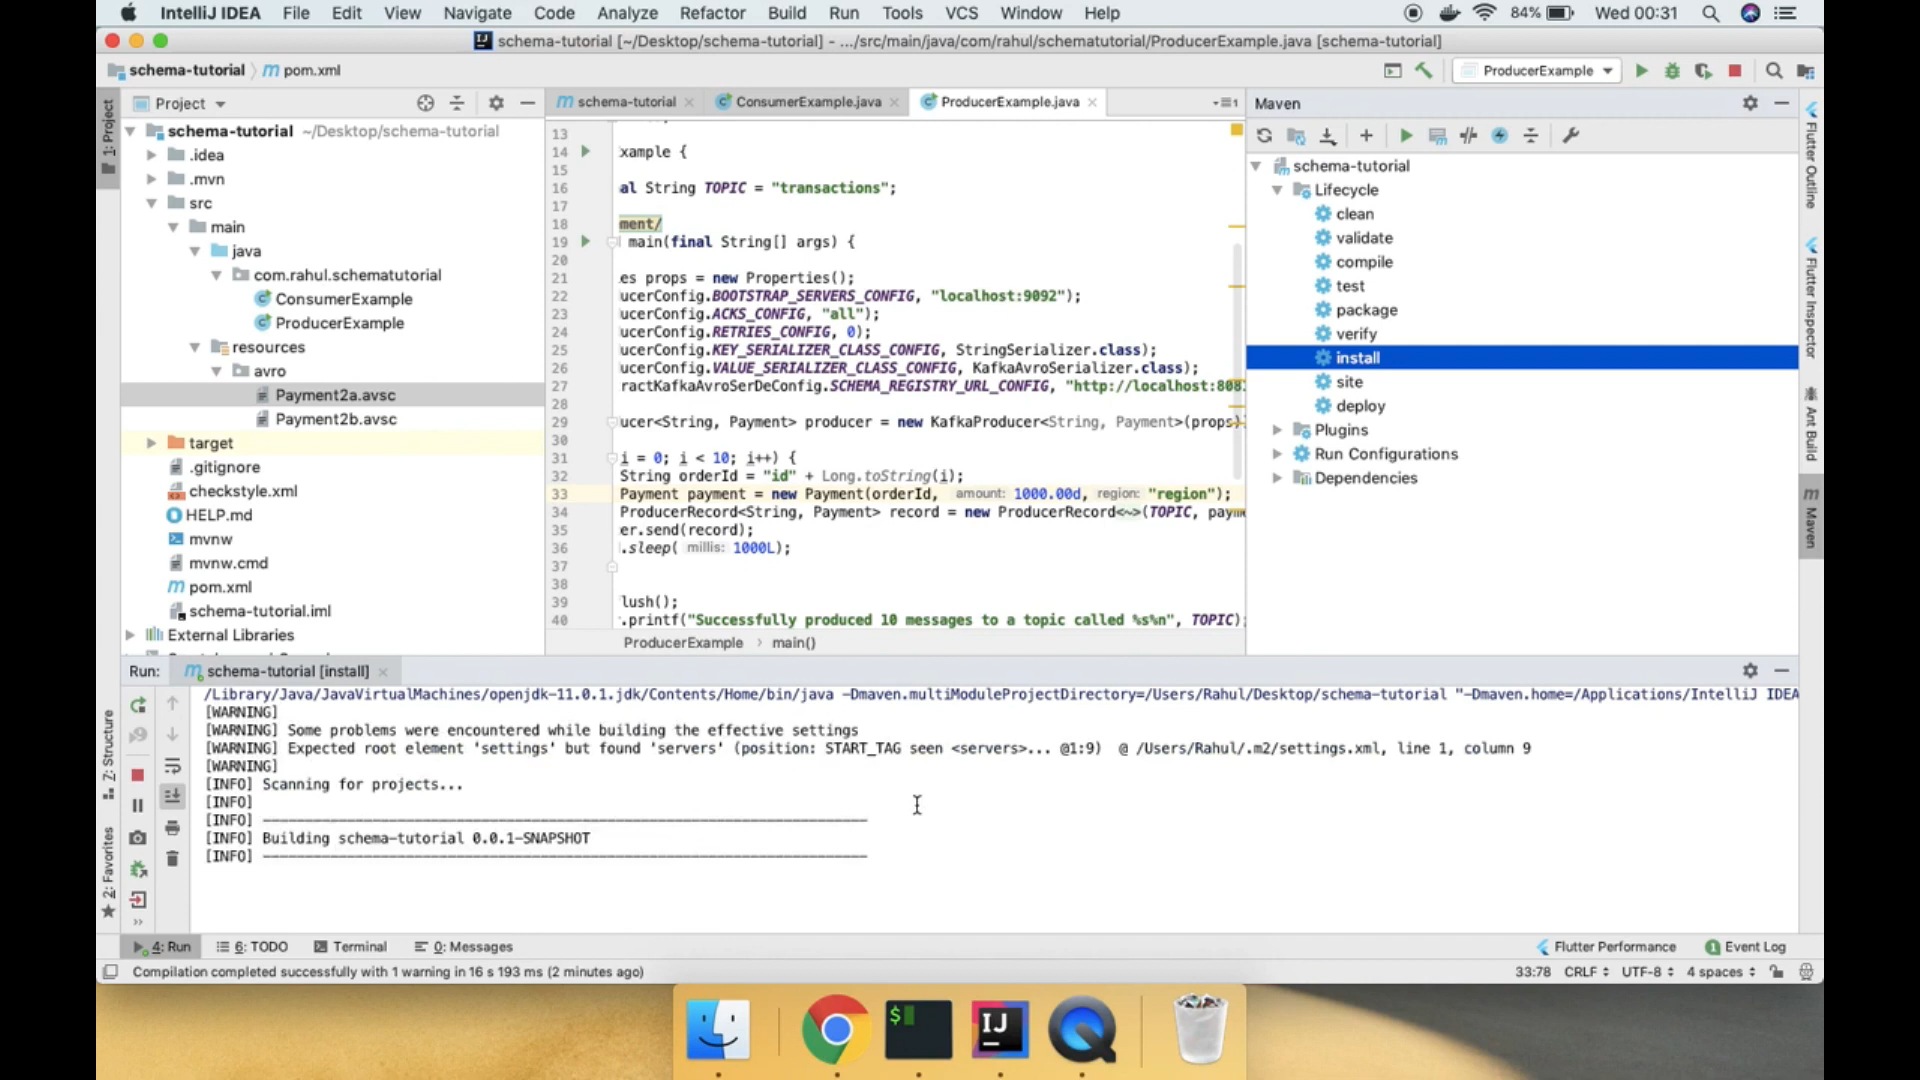 IntelliJ IDEA File Edit View Navigate Code Analyze Refactor Build Run Tools VCS Window Help 84% Wed 00:31
schema-tutorial [~/Desktop/schema-tutorial] - .../src/main/java/com/rahul/schematutorial/ProducerExample.java [schema-tutorial]
schema-tutorial pom.xml ProducerExample
1: Project
Project
schema-tutorial ~/Desktop/schema-tutorial
.idea
.mvn
src
main
java
com.rahul.schematutorial
ConsumerExample
ProducerExample
resources
avro
Payment2a.avsc
Payment2b.avsc
target
.gitignore
checkstyle.xml
HELP.md
mvnw
mvnw.cmd
pom.xml
schema-tutorial.iml
External Libraries
schema-tutorial ConsumerExample.java ProducerExample.java
13
14 xample {
15
16 al String TOPIC = "transactions";
17
18 ment/
19 main(final String[] args) {
20
21 es props = new Properties();
22 ucerConfig.BOOTSTRAP_SERVERS_CONFIG, "localhost:9092");
23 ucerConfig.ACKS_CONFIG, "all");
24 ucerConfig.RETRIES_CONFIG, 0);
25 ucerConfig.KEY_SERIALIZER_CLASS_CONFIG, StringSerializer.class);
26 ucerConfig.VALUE_SERIALIZER_CLASS_CONFIG, KafkaAvroSerializer.class);
27 ractKafkaAvroSerDeConfig.SCHEMA_REGISTRY_URL_CONFIG, "http://localhost:808
28
29 ucer<String, Payment> producer = new KafkaProducer<String, Payment>(props)
30
31 i = 0; i < 10; i++) {
32 String orderId = "id" + Long.toString(i);
33 Payment payment = new Payment(orderId, amount: 1000.00d, region: "region");
34 ProducerRecord<String, Payment> record = new ProducerRecord<~>(TOPIC, payme
35 er.send(record);
36 .sleep( millis: 1000L);
37
38
39 lush();
40 .printf("Successfully produced 10 messages to a topic called %s%n", TOPIC);
ProducerExample main()
Maven
schema-tutorial
Lifecycle
clean
validate
compile
test
package
verify
install
site
deploy
Plugins
Run Configurations
Dependencies
Flutter Outline
Flutter Inspector
Ant Build
Maven
Run: schema-tutorial [install]
/Library/Java/JavaVirtualMachines/openjdk-11.0.1.jdk/Contents/Home/bin/java -Dmaven.multiModuleProjectDirectory=/Users/Rahul/Desktop/schema-tutorial "-Dmaven.home=/Applications/IntelliJ IDEA
[WARNING]
[WARNING] Some problems were encountered while building the effective settings
[WARNING] Expected root element 'settings' but found 'servers' (position: START_TAG seen <servers>... @1:9) @ /Users/Rahul/.m2/settings.xml, line 1, column 9
[WARNING]
[INFO] Scanning for projects...
[INFO]
[INFO] ------------------------------------------------------------------------
[INFO] Building schema-tutorial 0.0.1-SNAPSHOT
[INFO] ------------------------------------------------------------------------
Z: Structure
2: Favorites
4: Run 6: TODO Terminal 0: Messages Flutter Performance 1 Event Log
Compilation completed successfully with 1 warning in 16 s 193 ms (2 minutes ago) 33:78 CRLF UTF-8 4 spaces
$ IJ